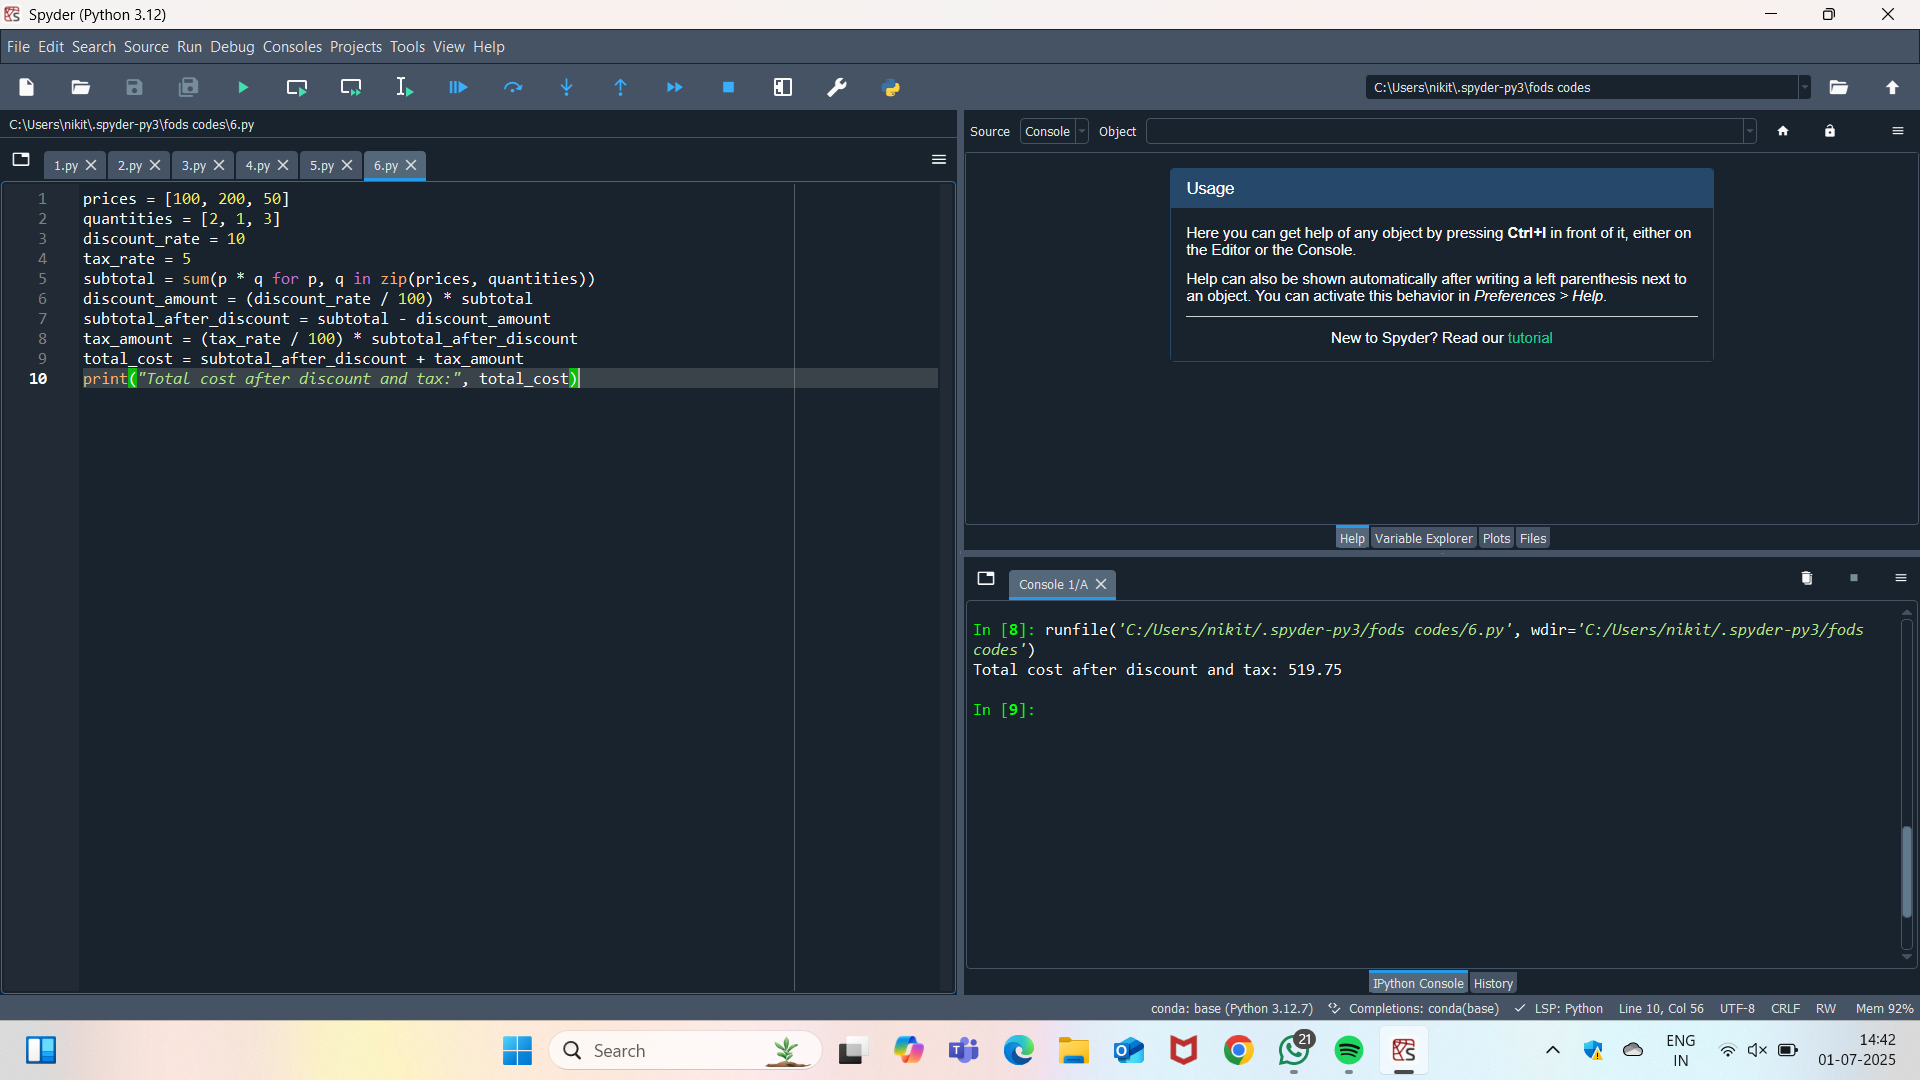 Spyder (Python 3.12)
File Edit Search Source Run Debug Consoles Projects Tools View Help
C:\Users\nikit\.spyder-py3\fods codes
C:\Users\nikit\.spyder-py3\fods codes\6.py
1.py 2.py 3.py 4.py 5.py 6.py
1 prices = [100, 200, 50]
2 quantities = [2, 1, 3]
3 discount_rate = 10
4 tax_rate = 5
5 subtotal = sum(p * q for p, q in zip(prices, quantities))
6 discount_amount = (discount_rate / 100) * subtotal
7 subtotal_after_discount = subtotal - discount_amount
8 tax_amount = (tax_rate / 100) * subtotal_after_discount
9 total_cost = subtotal_after_discount + tax_amount
10 print("Total cost after discount and tax:", total_cost)
Source Console Object
Usage
Here you can get help of any object by pressing Ctrl+I in front of it, either on
the Editor or the Console.
Help can also be shown automatically after writing a left parenthesis next to
an object. You can activate this behavior in Preferences > Help.
New to Spyder? Read our tutorial
Help Variable Explorer Plots Files
Console 1/A
In [8]: runfile('C:/Users/nikit/.spyder-py3/fods codes/6.py', wdir='C:/Users/nikit/.spyder-py3/fods
codes')
Total cost after discount and tax: 519.75
In [9]:
IPython Console History
conda: base (Python 3.12.7) Completions: conda(base) LSP: Python Line 10, Col 56 UTF-8 CRLF RW Mem 92%
Search
21
ENG
IN
14:42
01-07-2025